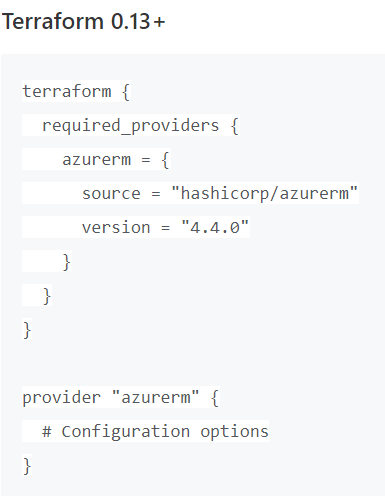 Terraform 0.13+
terraform {
  required_providers {
    azurerm = {
      source = "hashicorp/azurerm"
      version = "4.4.0"
    }
  }
}
provider "azurerm" {
  # Configuration options
}